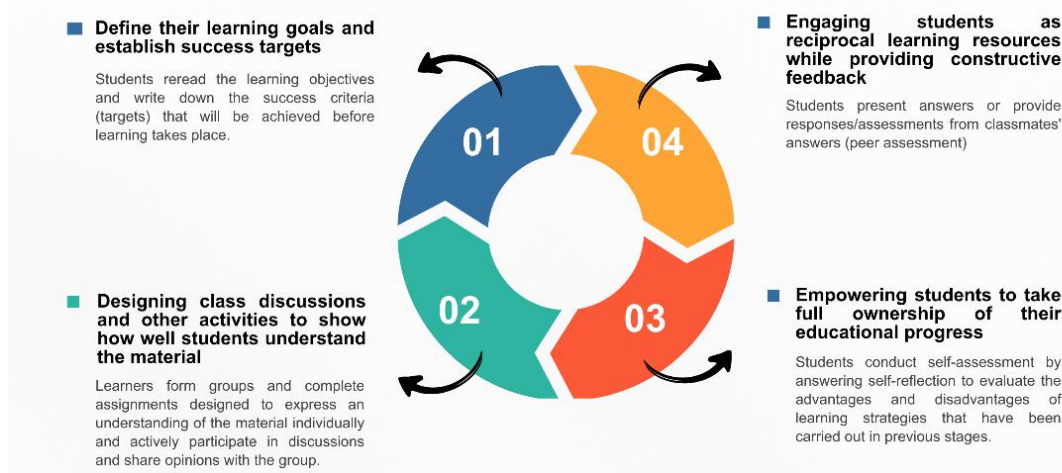 Define their learning goals and
establish success targets
Students reread the learning objectives
and write down the success criteria
(targets) that will be achieved before
learning takes place.
01
02
Designing class discussions
and other activities to show
how well students understand
the material
Learners form groups and complete
assignments designed to express an
understanding of the material individually
and actively participate in discussions
and share opinions with the group.
03
Empowering students to take
full ownership of their
educational progress
Students conduct self-assessment by
answering self-reflection to evaluate the
advantages and disadvantages of
learning strategies that have been
carried out in previous stages.
04
Engaging students as
reciprocal learning resources
while providing constructive
feedback
Students present answers or provide
responses/assessments from classmates'
answers (peer assessment)